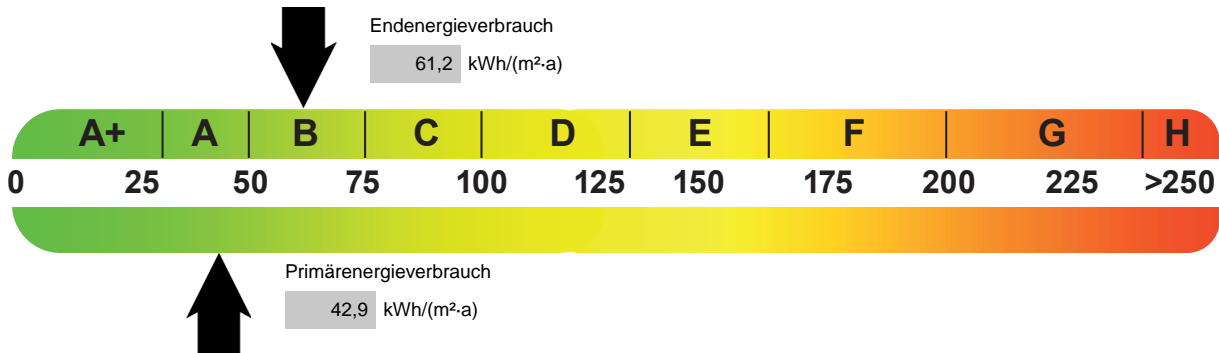 Endenergieverbrauch
61,2 kWh/(m²·a)
A+ A B C D E F G H
0 25 50 75 100 125 150 175 200 225 >250
Primärenergieverbrauch
42,9 kWh/(m²·a)